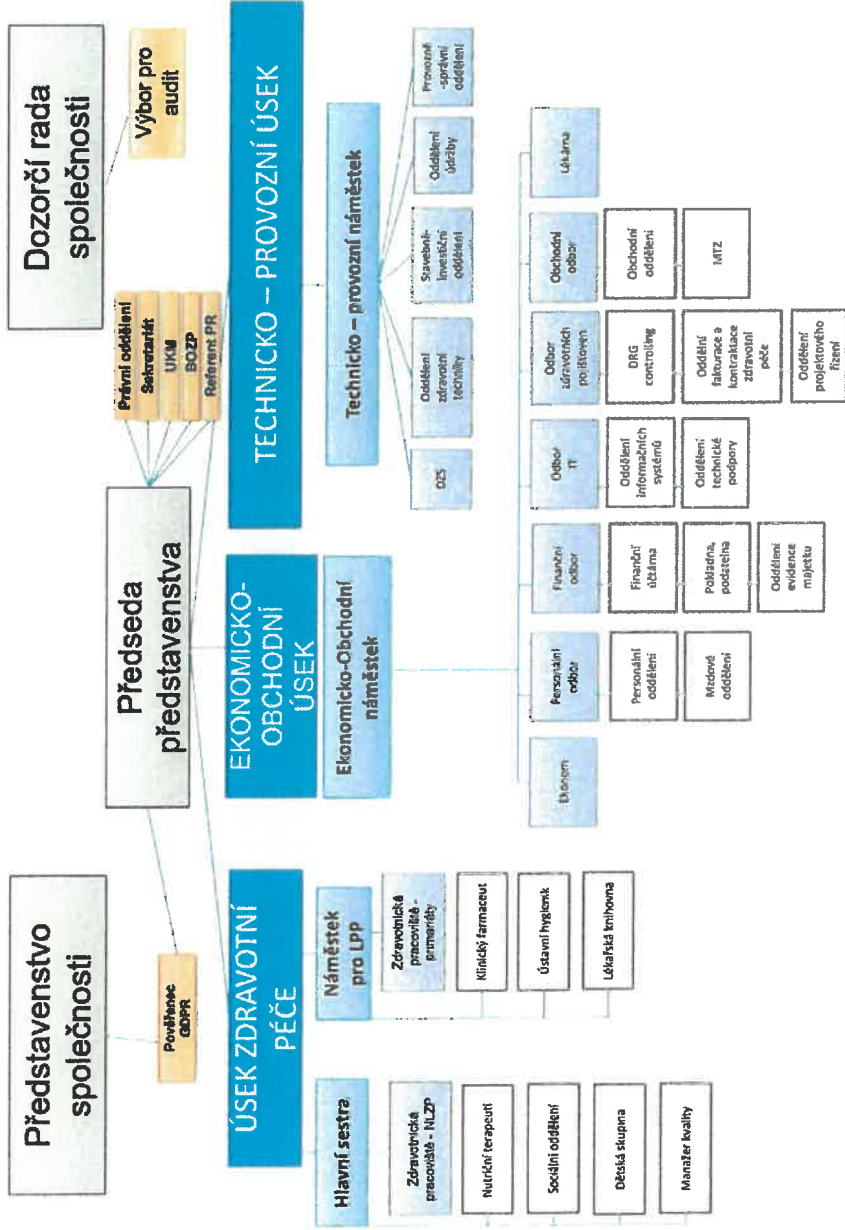 Představenstvo
společnosti
Předseda
představenstva
Dozorčí rada
společnosti
Pověřenec
GDPR
Právní oddělení
Sekretariát
UKM
BOZP
Referent PR
Výbor pro
audit
ÚSEK ZDRAVOTNÍ
PÉČE
EKONOMICKO-
OBCHODNÍ
ÚSEK
TECHNICKO – PROVOZNÍ ÚSEK
Hlavní sestra
Náměstek
pro LPP
Ekonomicko-Obchodní
náměstek
Technicko – provozní náměstek
Zdravotnická
pracoviště - NLZP
Nutriční terapeuti
Sociální oddělení
Dětská skupina
Manažer kvality
Zdravotnická
pracoviště -
primariáty
Klinický farmaceut
Ústavní hygienik
Lékařská knihovna
DZS
Oddělení
zdravotní
techniky
Stavebně-
investiční
oddělení
Oddělení
údržby
Provozně
-správní
oddělení
Ekonom
Personální
odbor
Personální
oddělení
Mzdové
oddělení
Finanční
odbor
Finanční
účtárna
Pokladna,
podatelna
Oddělení
evidence
majetku
Odbor
IT
Oddělení
informačních
systémů
Oddělení
technické
podpory
Odbor
zdravotních
pojišťoven
DRG
controlling
Oddělní
fakturace a
kontraktace
zdravotní
péče
Oddělení
projektového
řízení
Obchodní
odbor
Obchodní
oddělení
MTZ
Lékárna